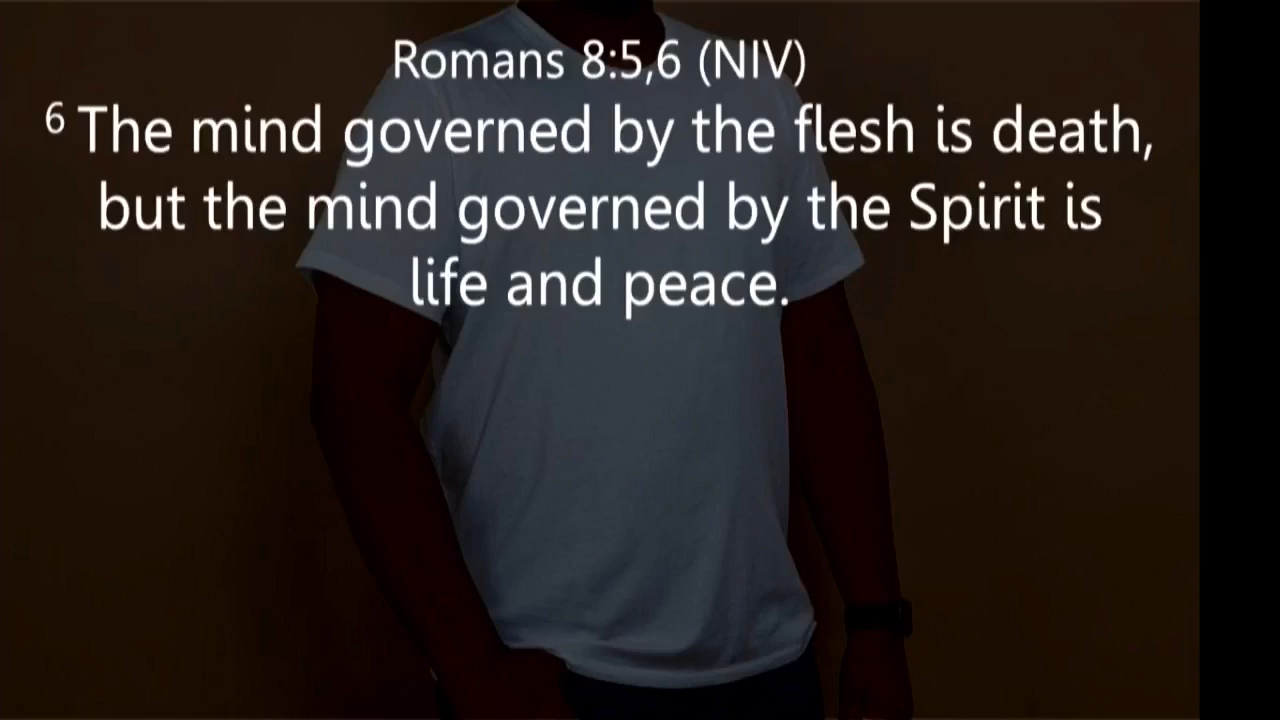 Romans 8:5,6 (NIV)
6 The mind governed by the flesh is death,
but the mind governed by the Spirit is
life and peace.